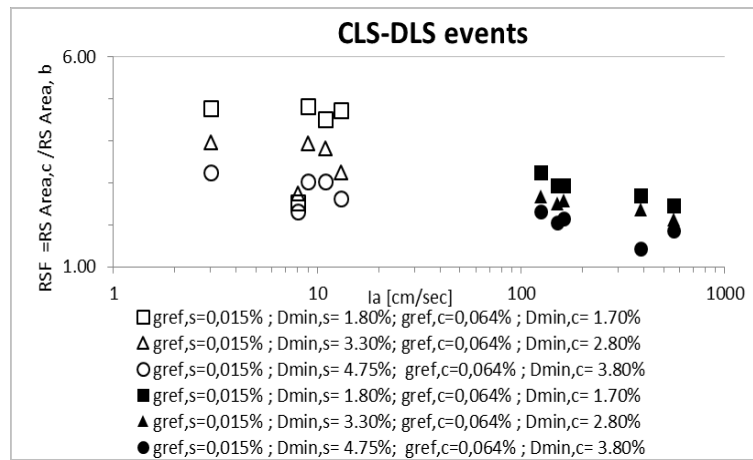 CLS-DLS events
6.00
RSF =RS Area,c /RS Area, b
1.00
1 10 100 1000
Ia [cm/sec]
gref,s=0,015% ; Dmin,s= 1.80%; gref,c=0,064% ; Dmin,c= 1.70%
gref,s=0,015% ; Dmin,s= 3.30%; gref,c=0,064% ; Dmin,c= 2.80%
gref,s=0,015% ; Dmin,s= 4.75%;  gref,c=0,064% ; Dmin,c= 3.80%
gref,s=0,015% ; Dmin,s= 1.80%; gref,c=0,064% ; Dmin,c= 1.70%
gref,s=0,015% ; Dmin,s= 3.30%; gref,c=0,064% ; Dmin,c= 2.80%
gref,s=0,015% ; Dmin,s= 4.75%;  gref,c=0,064% ; Dmin,c= 3.80%